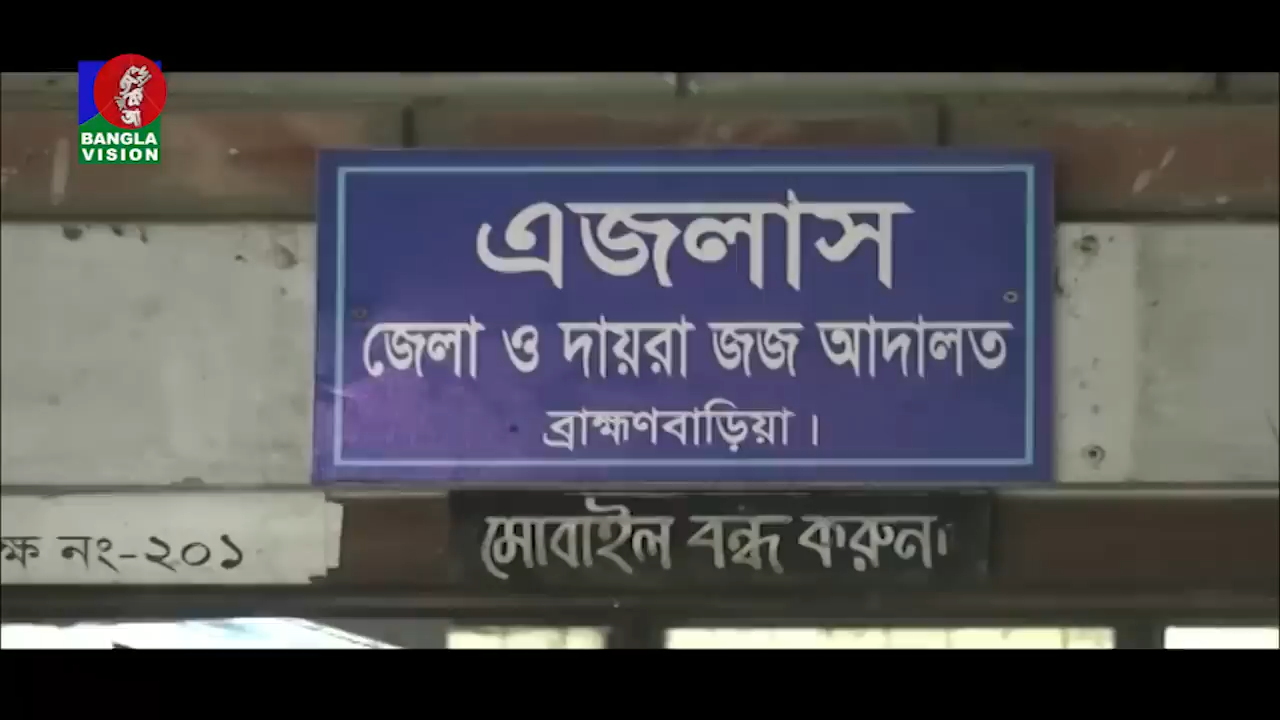 BANGLA
VISION
এজলাস
জেলা ও দায়রা জজ আদালত
ব্রাহ্মণবাড়িয়া।
মোবাইল বন্ধ করুন।
ক্ষ নং-২০১